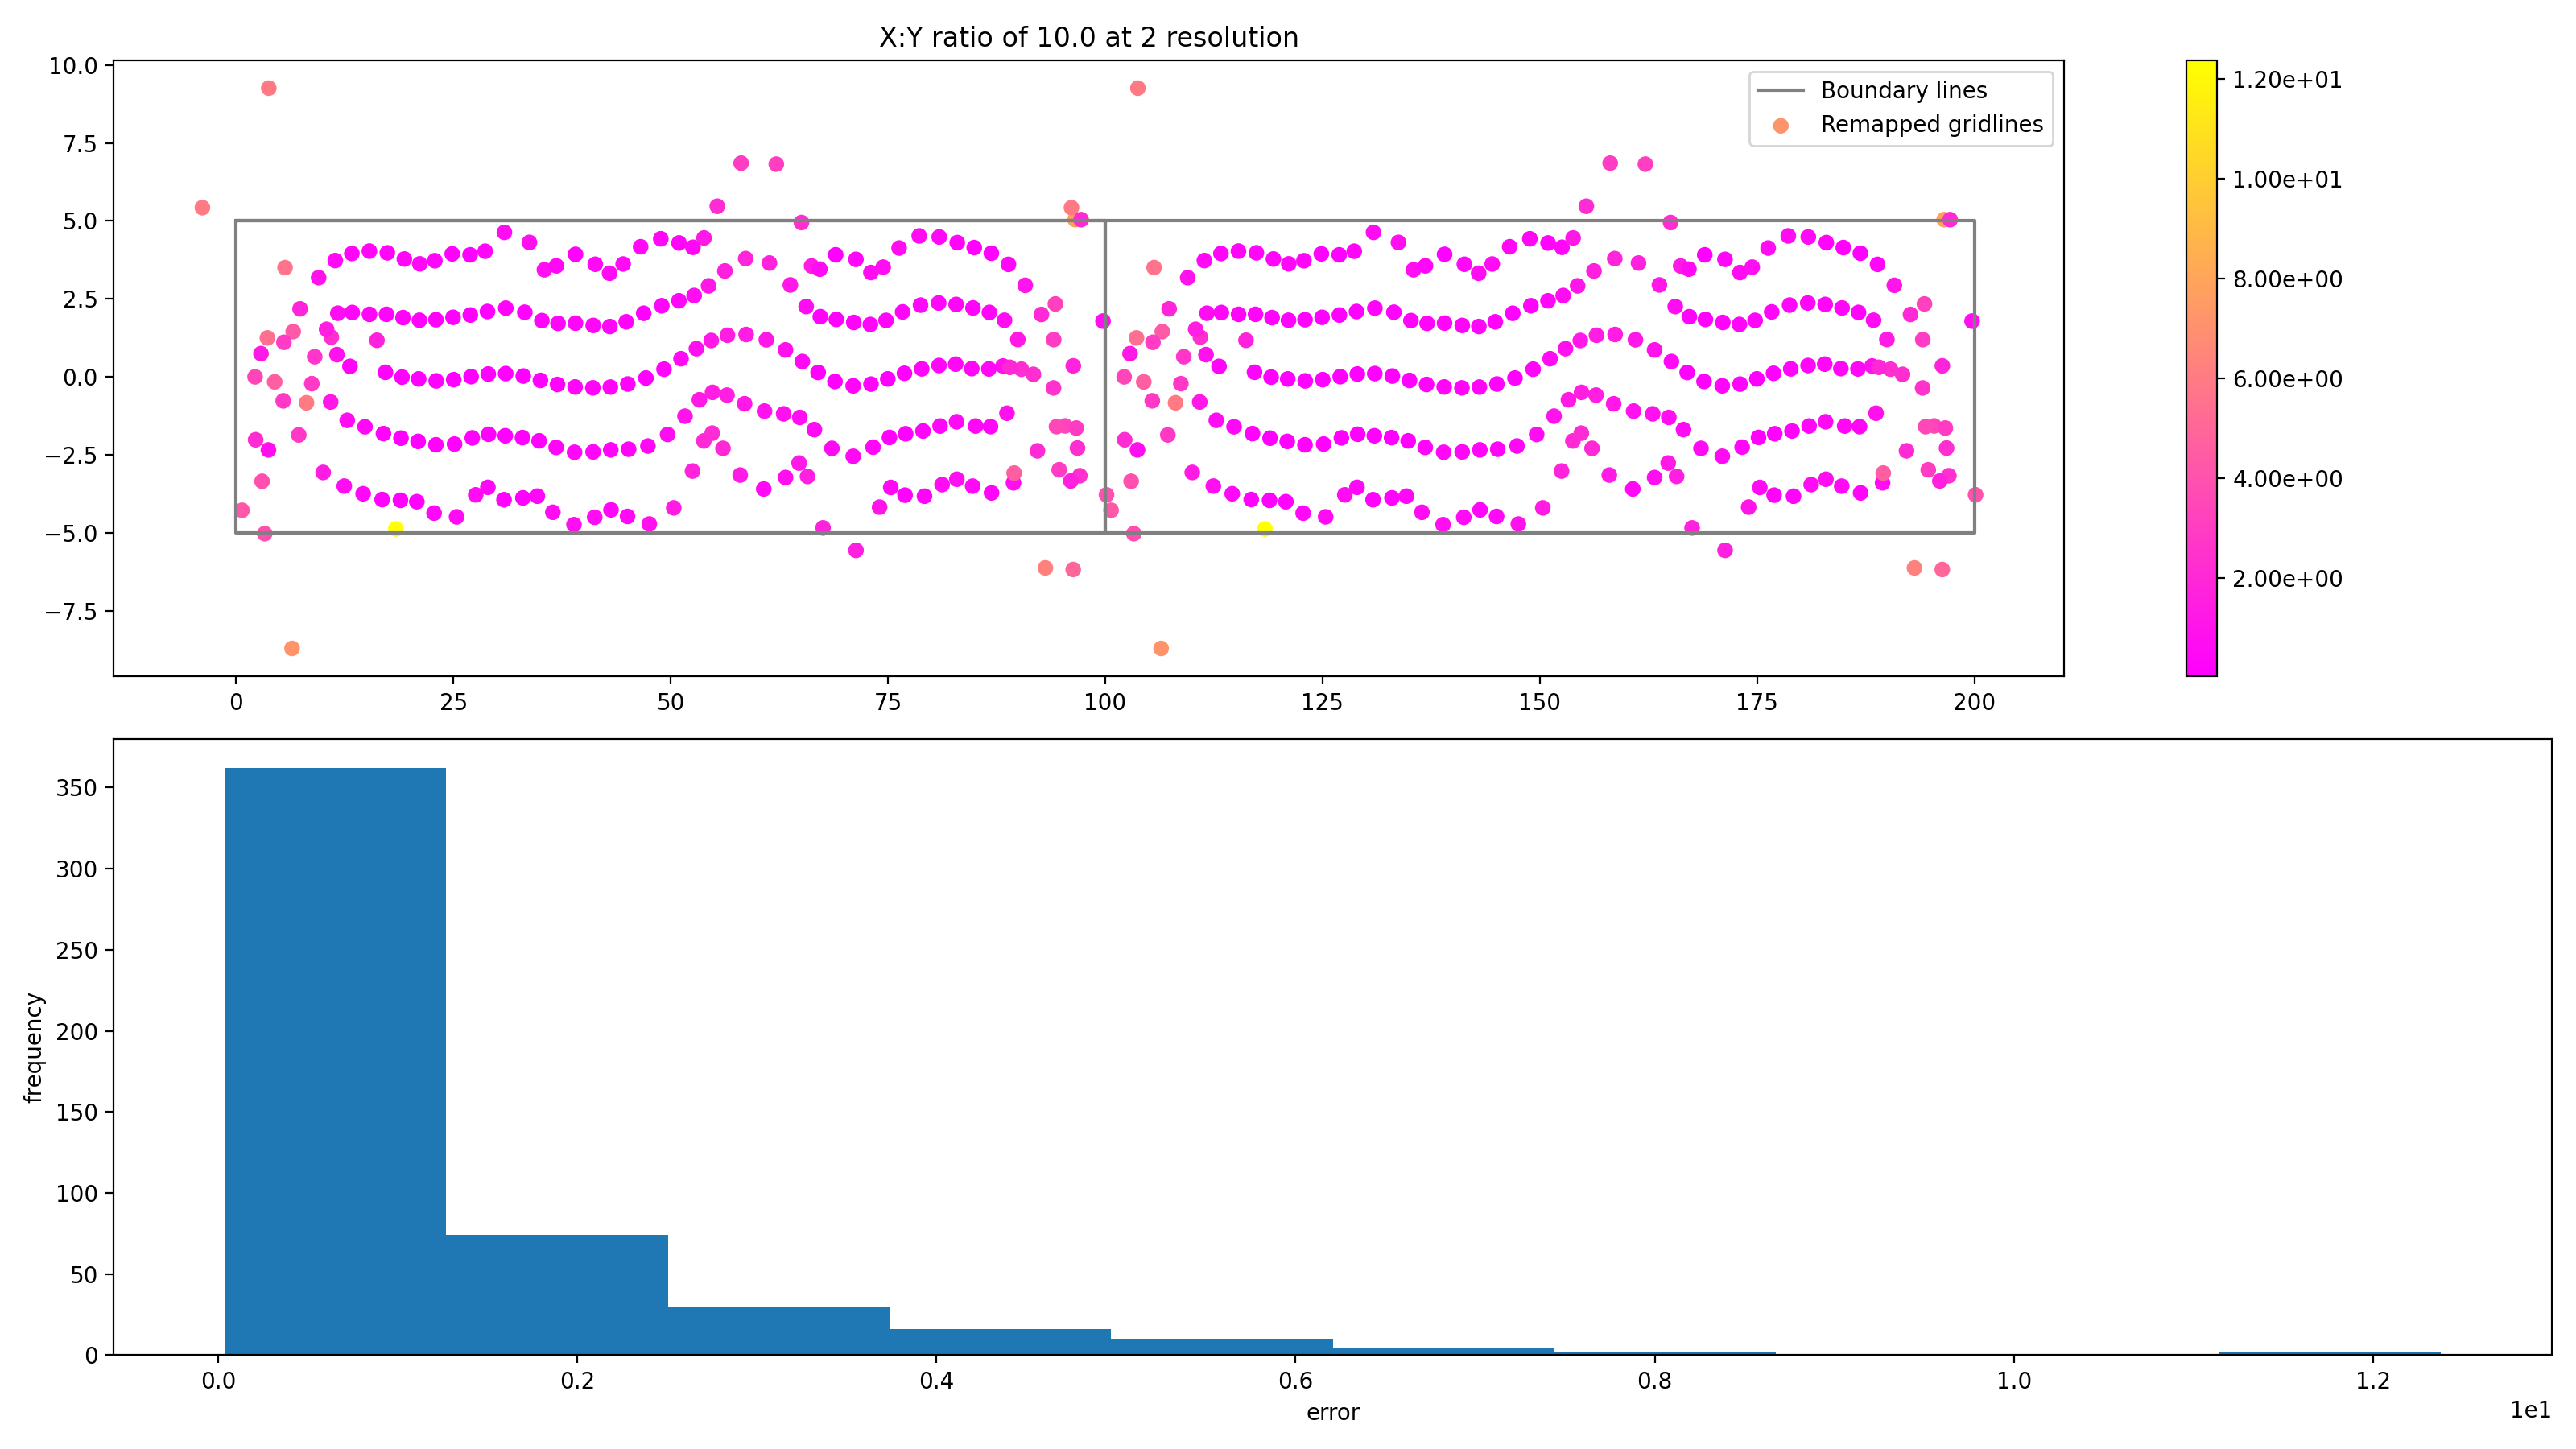 X:Y ratio of 10.0 at 2 resolution
10.0
7.5
5.0
2.5
0.0
−2.5
−5.0
−7.5
Boundary lines
Remapped gridlines
0 25 50 75 100 125 150 175 200
1.20e+01
1.00e+01
8.00e+00
6.00e+00
4.00e+00
2.00e+00
350
300
250
200
150
100
50
0
frequency
0.0 0.2 0.4 0.6 0.8 1.0 1.2
error
1e1